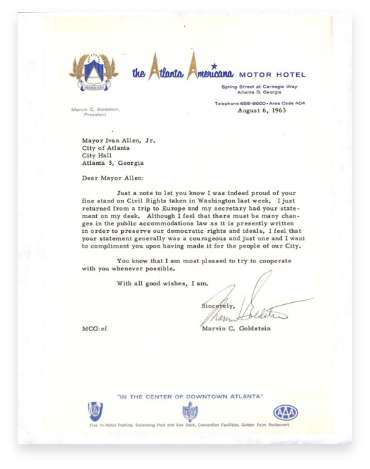 the Atlanta Americana MOTOR HOTEL
Spring Street at Carnegie Way
Atlanta 3, Georgia
Telephone 688-8600 • Area Code 404
Marvin C. Goldstein,
President
August 6, 1963
Mayor Ivan Allen, Jr.
City of Atlanta
City Hall
Atlanta 3, Georgia
Dear Mayor Allen:
Just a note to let you know I was indeed proud of your
fine stand on Civil Rights taken in Washington last week. I just
returned from a trip to Europe and my secretary had your state-
ment on my desk. Although I feel that there must be many chan-
ges in the public accommodations law as it is presently written
in order to preserve our democratic rights and ideals, I feel that
your statement generally was a courageous and just one and I want
to compliment you upon having made it for the people of our City.
You know that I am most pleased to try to cooperate
with you whenever possible.
With all good wishes, I am,
Sincerely,
Marvin Goldstein
MCG:ef
Marvin C. Goldstein
"IN THE CENTER OF DOWNTOWN ATLANTA"
AAA
Free In-Hotel Parking, Swimming Pool and Sun Deck, Convention Facilities, Golden Palm Restaurant